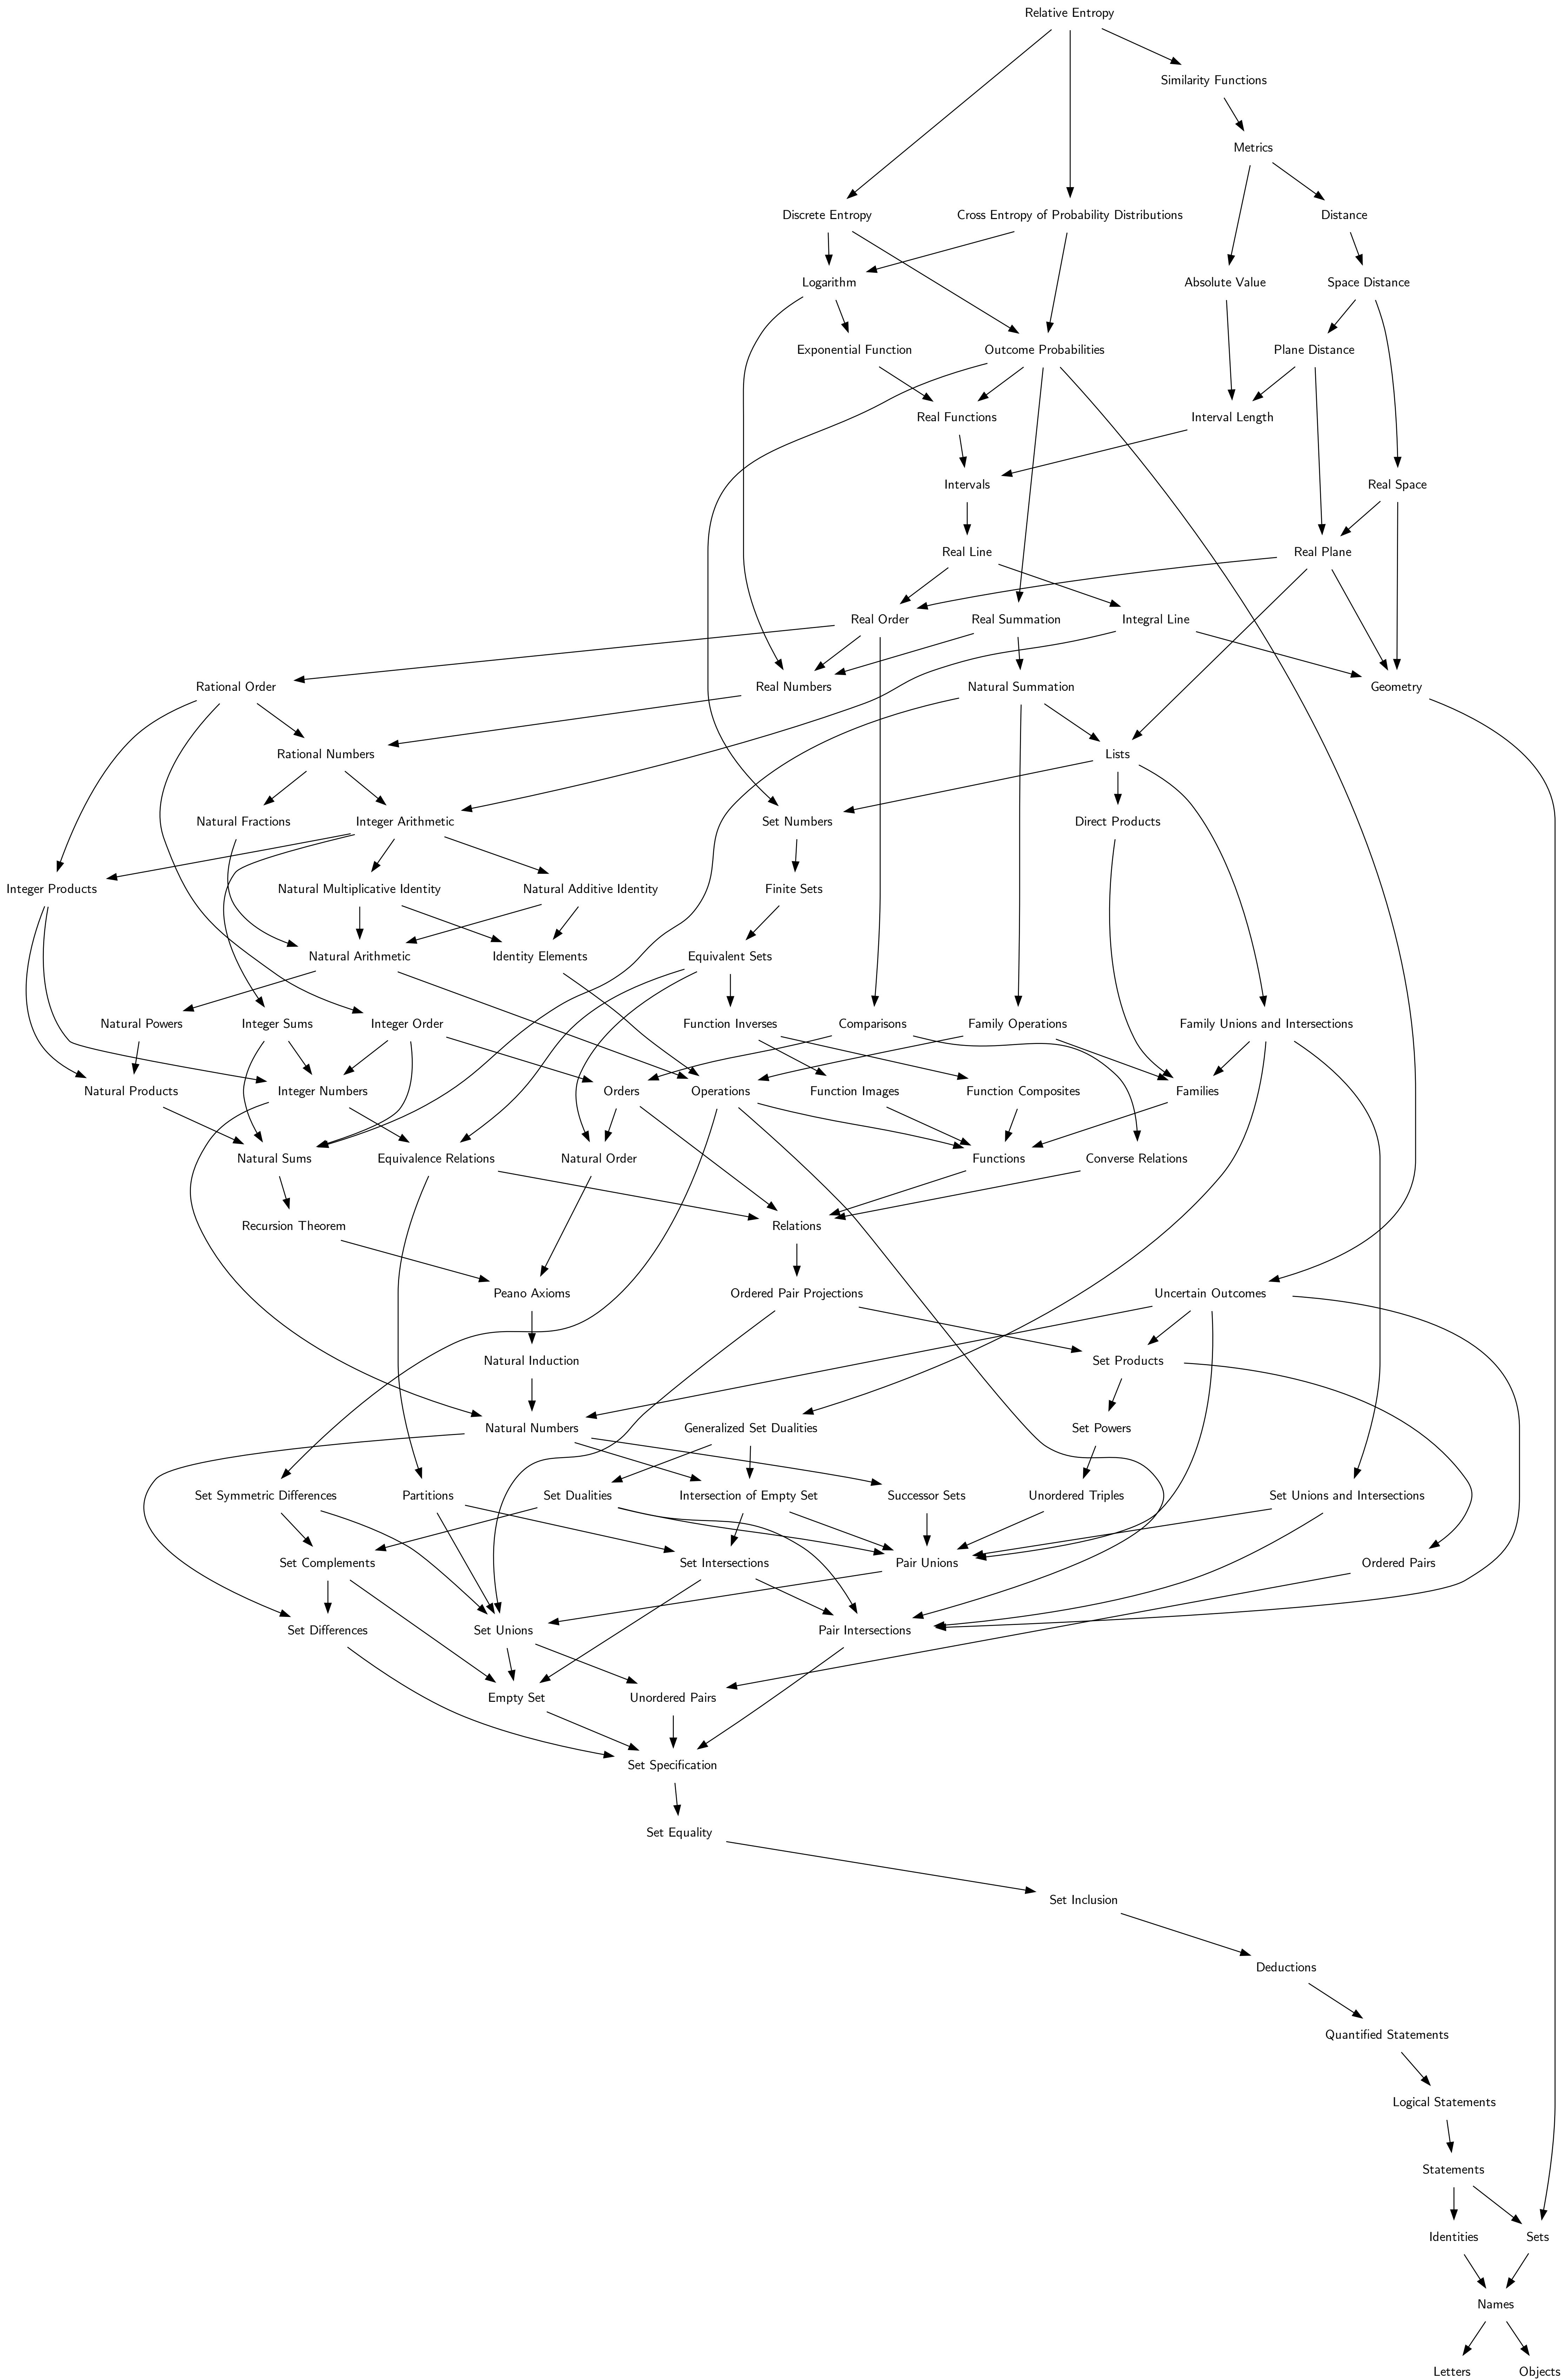 Relative Entropy
Similarity Functions
Metrics
Discrete Entropy
Cross Entropy of Probability Distributions
Distance
Logarithm
Absolute Value
Space Distance
Exponential Function
Outcome Probabilities
Plane Distance
Real Functions
Interval Length
Intervals
Real Space
Real Line
Real Plane
Real Order
Real Summation
Integral Line
Rational Order
Real Numbers
Natural Summation
Geometry
Rational Numbers
Lists
Natural Fractions
Integer Arithmetic
Set Numbers
Direct Products
Integer Products
Natural Multiplicative Identity
Natural Additive Identity
Finite Sets
Natural Arithmetic
Identity Elements
Equivalent Sets
Natural Powers
Integer Sums
Integer Order
Function Inverses
Comparisons
Family Operations
Family Unions and Intersections
Natural Products
Integer Numbers
Orders
Operations
Function Images
Function Composites
Families
Natural Sums
Equivalence Relations
Natural Order
Functions
Converse Relations
Recursion Theorem
Relations
Peano Axioms
Ordered Pair Projections
Uncertain Outcomes
Natural Induction
Set Products
Natural Numbers
Generalized Set Dualities
Set Powers
Set Symmetric Differences
Partitions
Set Dualities
Intersection of Empty Set
Successor Sets
Unordered Triples
Set Unions and Intersections
Set Complements
Set Intersections
Pair Unions
Ordered Pairs
Set Differences
Set Unions
Pair Intersections
Empty Set
Unordered Pairs
Set Specification
Set Equality
Set Inclusion
Deductions
Quantified Statements
Logical Statements
Statements
Identities
Sets
Names
Letters
Objects